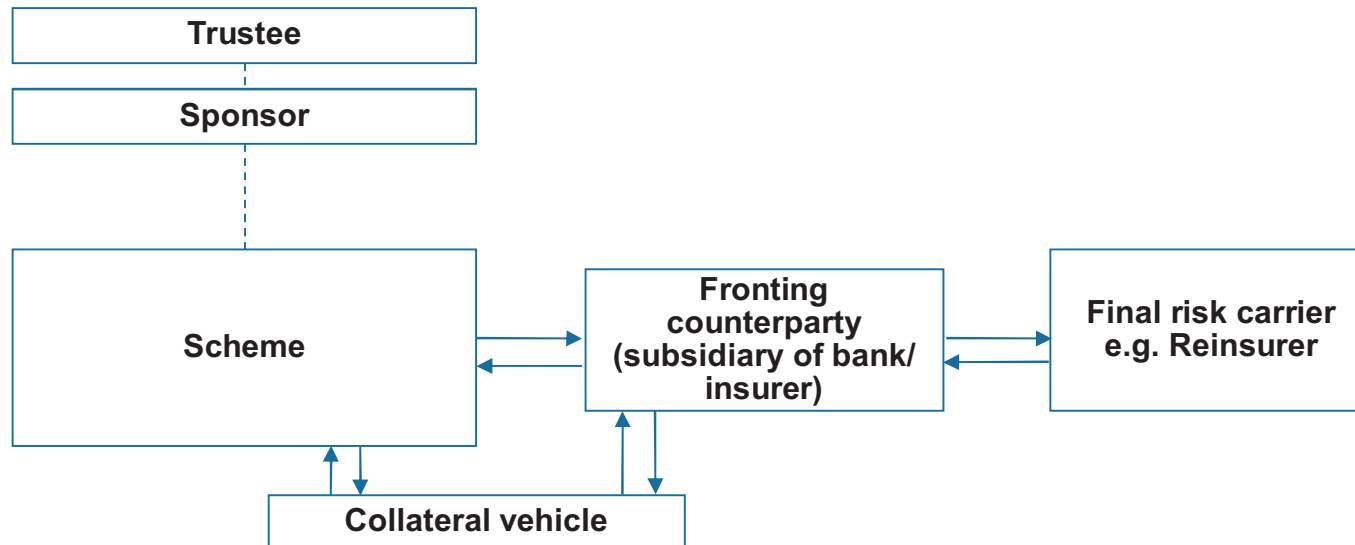 Trustee
Sponsor
Scheme
Fronting
counterparty
(subsidiary of bank/
insurer)
Final risk carrier
e.g. Reinsurer
Collateral vehicle